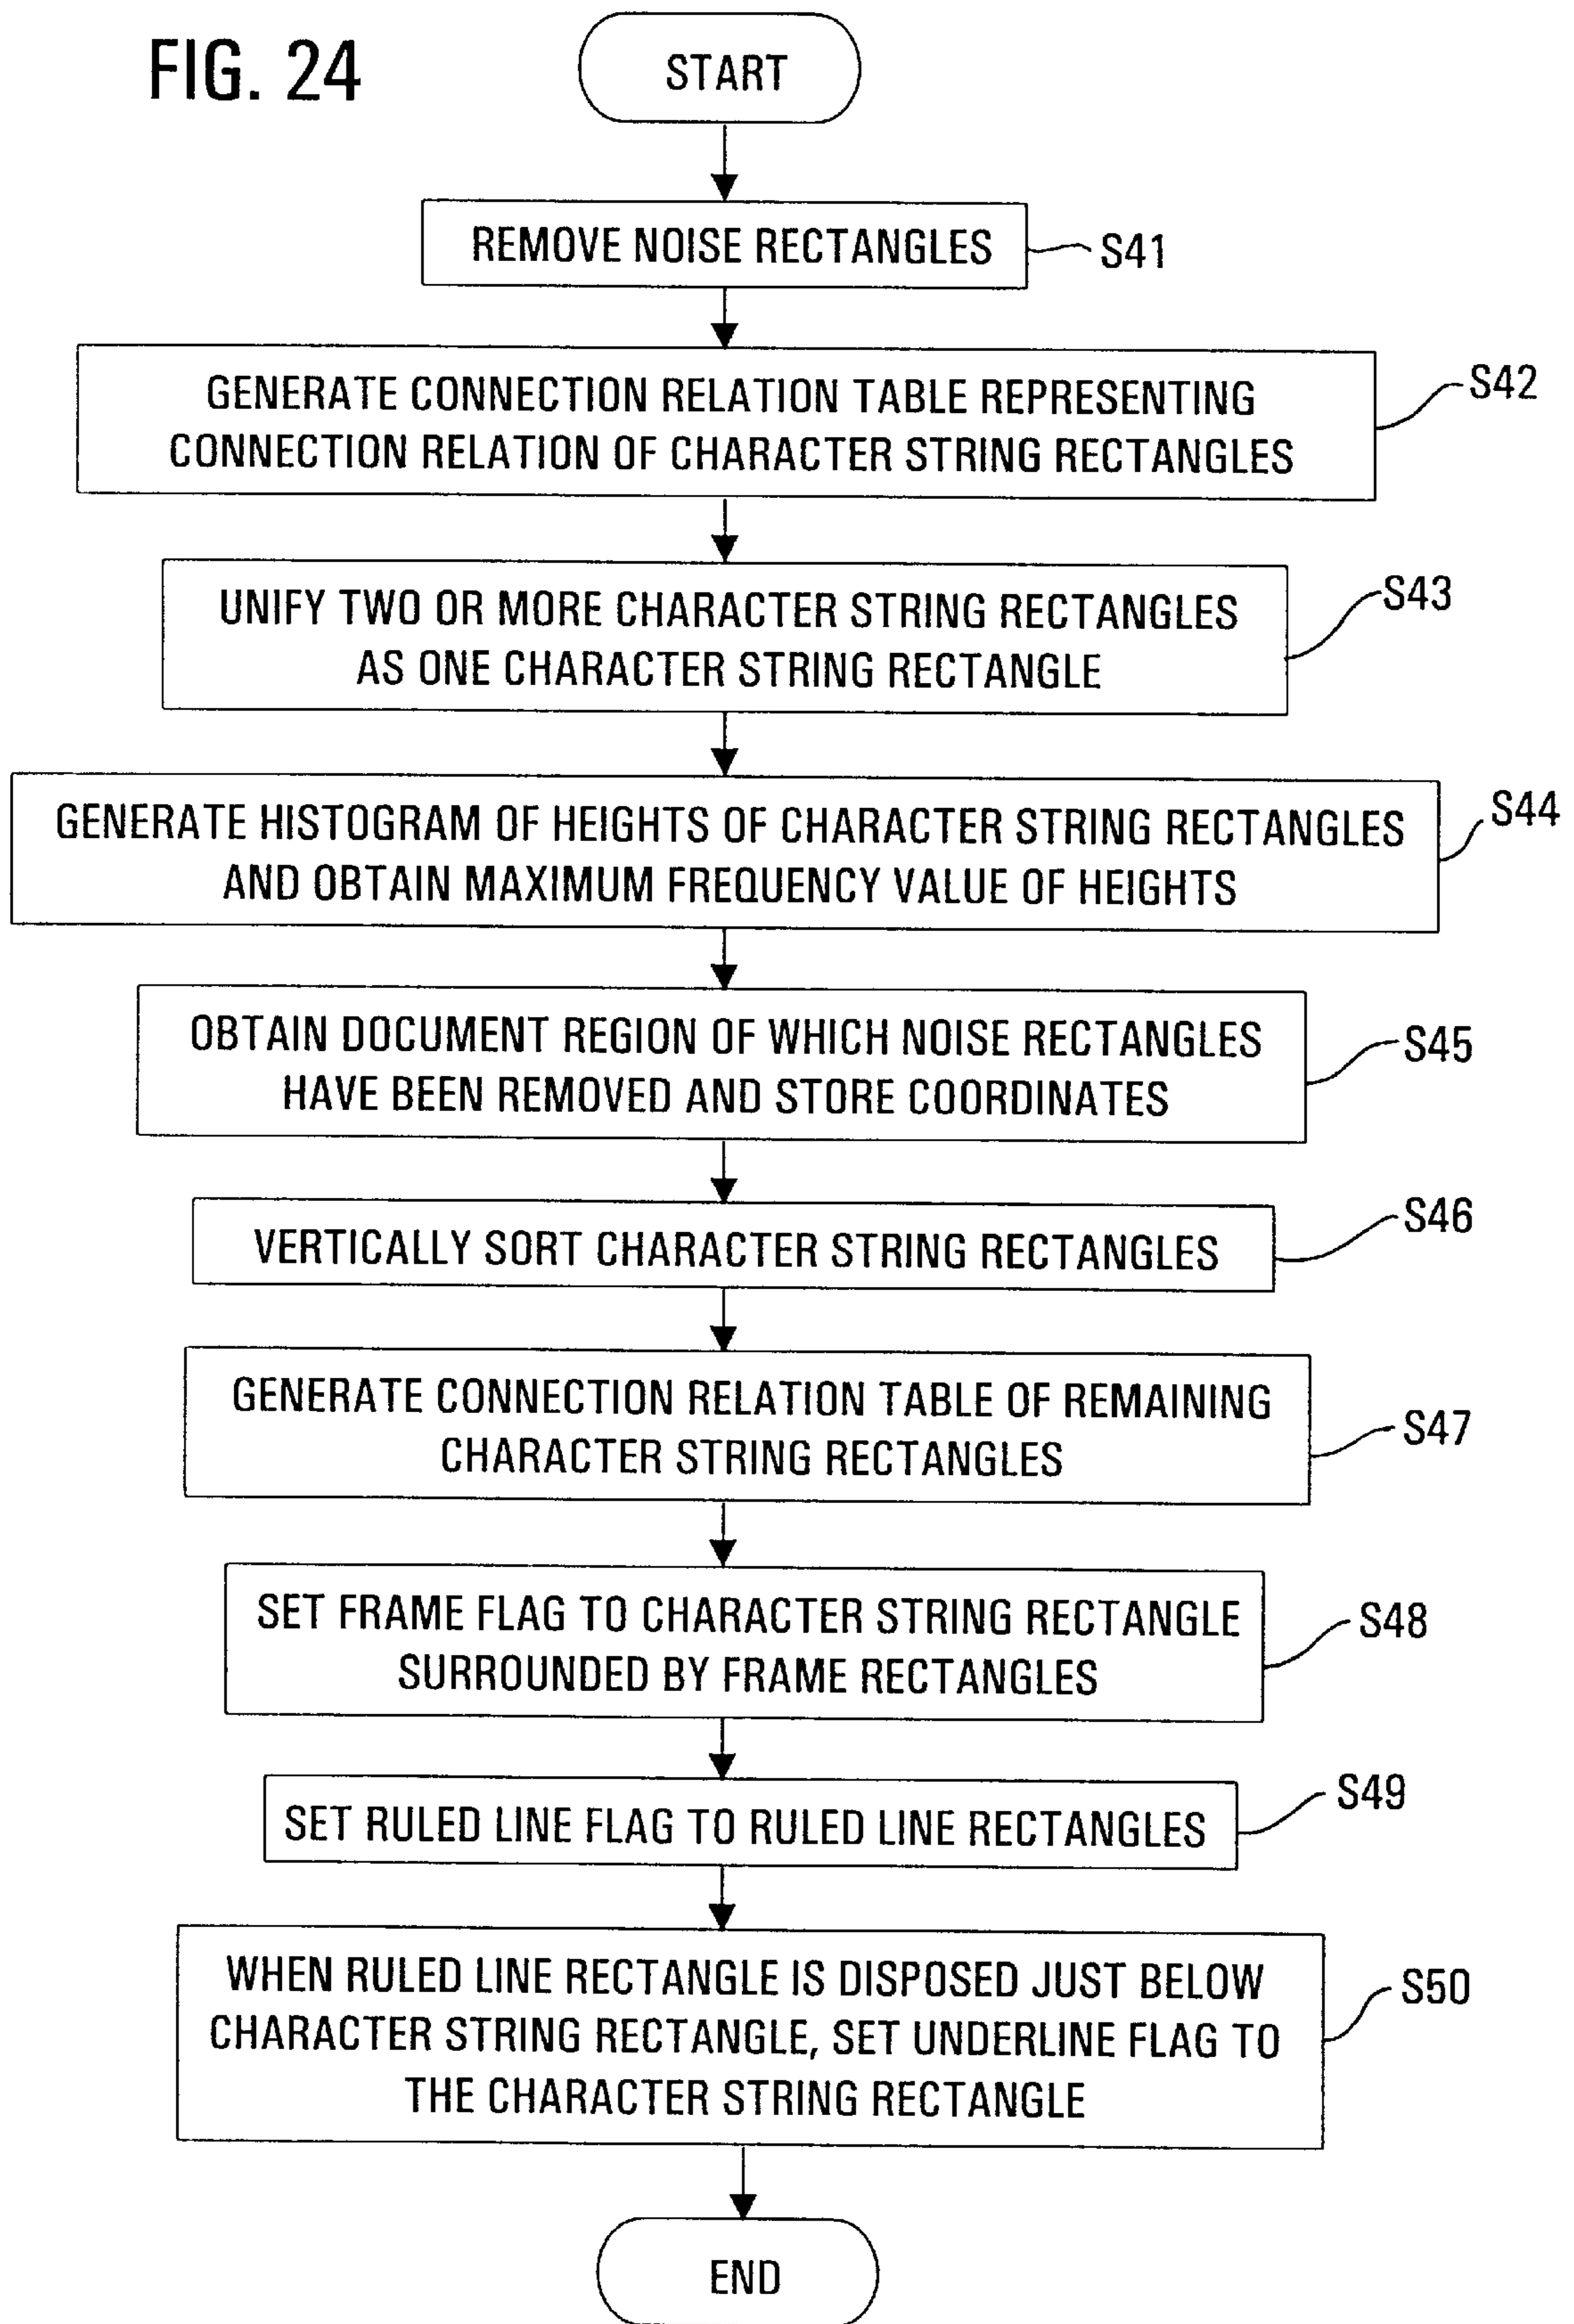 FIG. 24
START
REMOVE NOISE RECTANGLES
S41
GENERATE CONNECTION RELATION TABLE REPRESENTING
CONNECTION RELATION OF CHARACTER STRING RECTANGLES
S42
UNIFY TWO OR MORE CHARACTER STRING RECTANGLES
AS ONE CHARACTER STRING RECTANGLE
S43
GENERATE HISTOGRAM OF HEIGHTS OF CHARACTER STRING RECTANGLES
AND OBTAIN MAXIMUM FREQUENCY VALUE OF HEIGHTS
S44
OBTAIN DOCUMENT REGION OF WHICH NOISE RECTANGLES
HAVE BEEN REMOVED AND STORE COORDINATES
S45
VERTICALLY SORT CHARACTER STRING RECTANGLES
S46
GENERATE CONNECTION RELATION TABLE OF REMAINING
CHARACTER STRING RECTANGLES
S47
SET FRAME FLAG TO CHARACTER STRING RECTANGLE
SURROUNDED BY FRAME RECTANGLES
S48
SET RULED LINE FLAG TO RULED LINE RECTANGLES
S49
WHEN RULED LINE RECTANGLE IS DISPOSED JUST BELOW
CHARACTER STRING RECTANGLE, SET UNDERLINE FLAG TO
THE CHARACTER STRING RECTANGLE
S50
END